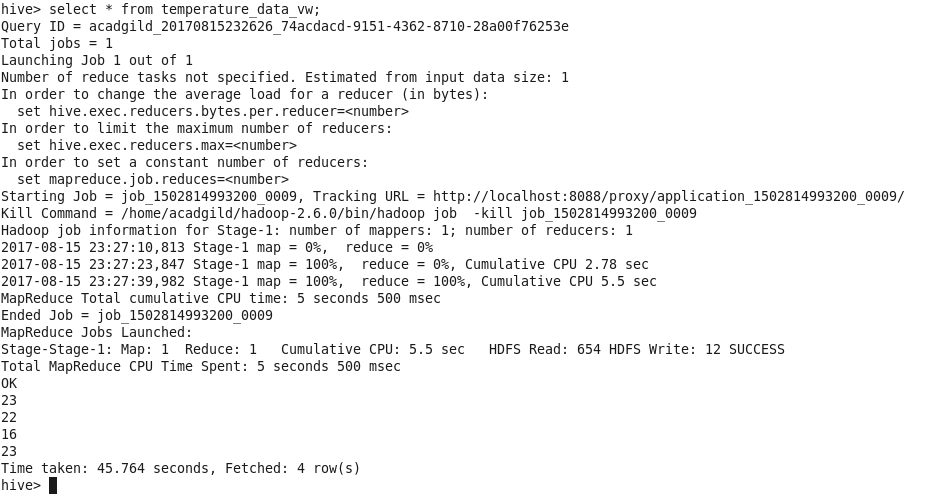 hive> select * from temperature_data_vw;
Query ID = acadgild_20170815232626_74acdacd-9151-4362-8710-28a00f76253e
Total jobs = 1
Launching Job 1 out of 1
Number of reduce tasks not specified. Estimated from input data size: 1
In order to change the average load for a reducer (in bytes):
  set hive.exec.reducers.bytes.per.reducer=<number>
In order to limit the maximum number of reducers:
  set hive.exec.reducers.max=<number>
In order to set a constant number of reducers:
  set mapreduce.job.reduces=<number>
Starting Job = job_1502814993200_0009, Tracking URL = http://localhost:8088/proxy/application_1502814993200_0009/
Kill Command = /home/acadgild/hadoop-2.6.0/bin/hadoop job  -kill job_1502814993200_0009
Hadoop job information for Stage-1: number of mappers: 1; number of reducers: 1
2017-08-15 23:27:10,813 Stage-1 map = 0%,  reduce = 0%
2017-08-15 23:27:23,847 Stage-1 map = 100%,  reduce = 0%, Cumulative CPU 2.78 sec
2017-08-15 23:27:39,982 Stage-1 map = 100%,  reduce = 100%, Cumulative CPU 5.5 sec
MapReduce Total cumulative CPU time: 5 seconds 500 msec
Ended Job = job_1502814993200_0009
MapReduce Jobs Launched:
Stage-Stage-1: Map: 1  Reduce: 1   Cumulative CPU: 5.5 sec   HDFS Read: 654 HDFS Write: 12 SUCCESS
Total MapReduce CPU Time Spent: 5 seconds 500 msec
OK
23
22
16
23
Time taken: 45.764 seconds, Fetched: 4 row(s)
hive>